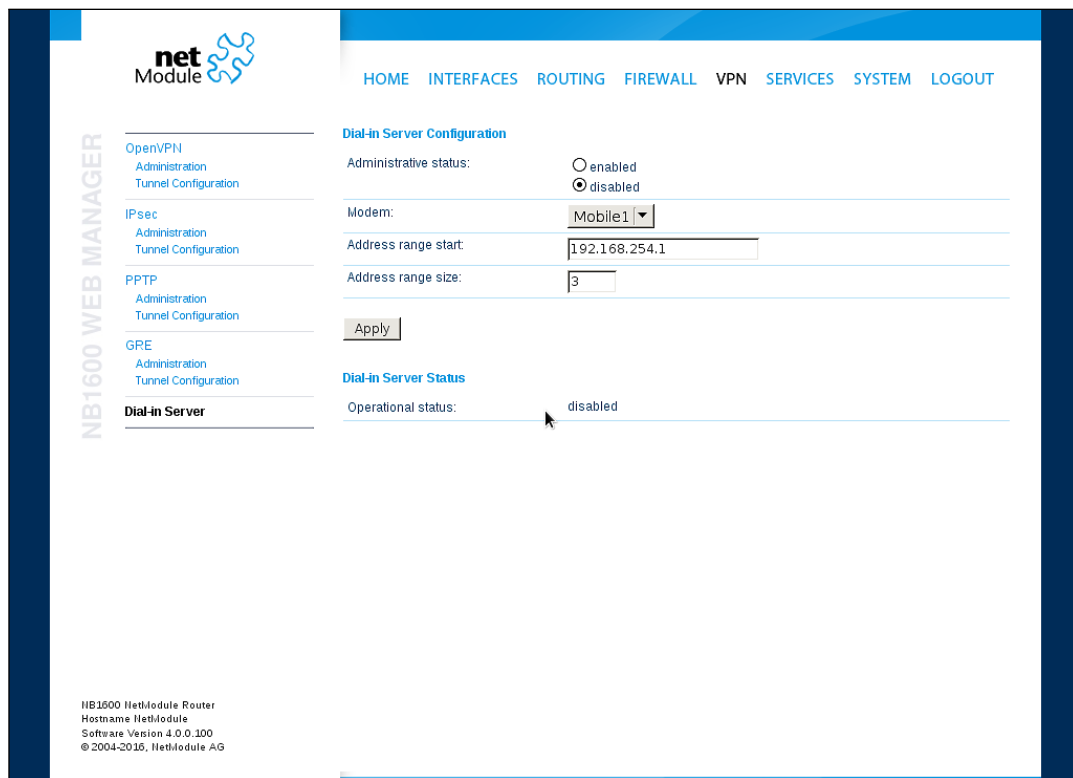 net
Module
HOME INTERFACES ROUTING FIREWALL VPN SERVICES SYSTEM LOGOUT
NB1600 WEB MANAGER
OpenVPN
Administration
Tunnel Configuration
IPsec
Administration
Tunnel Configuration
PPTP
Administration
Tunnel Configuration
GRE
Administration
Tunnel Configuration
Dial-in Server
Dial-in Server Configuration
Administrative status:
enabled
disabled
Modem: Mobile1
Address range start: 192.168.254.1
Address range size: 3
Apply
Dial-in Server Status
Operational status: disabled
NB1600 NetModule Router
Hostname NetModule
Software Version 4.0.0.100
© 2004-2016, NetModule AG